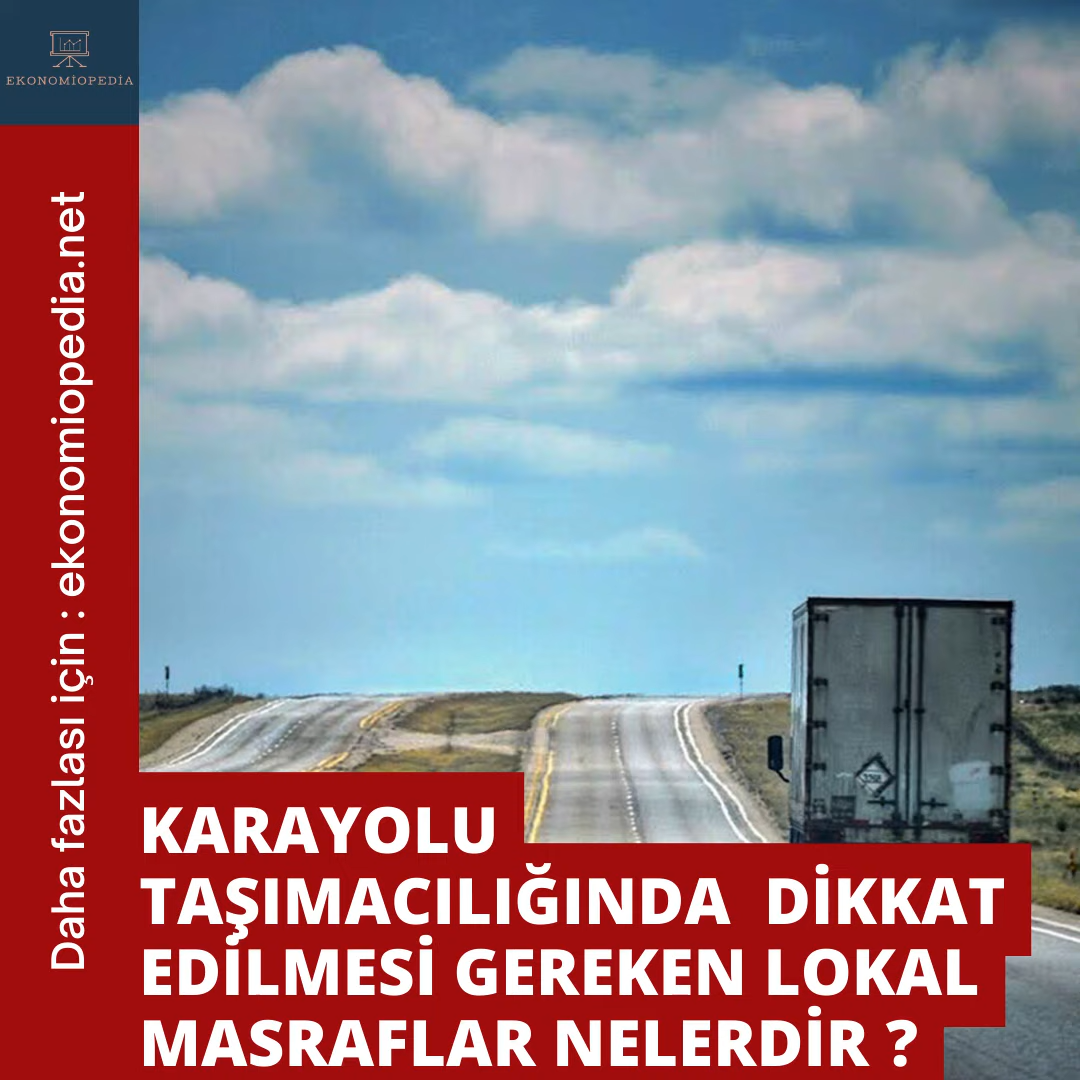 EKONOMİOPEDİA
Daha fazlası için : ekonomiopedia.net
KARAYOLU
TAŞIMACILIĞINDA DİKKAT
EDİLMESİ GEREKEN LOKAL
MASRAFLAR NELERDİR ?